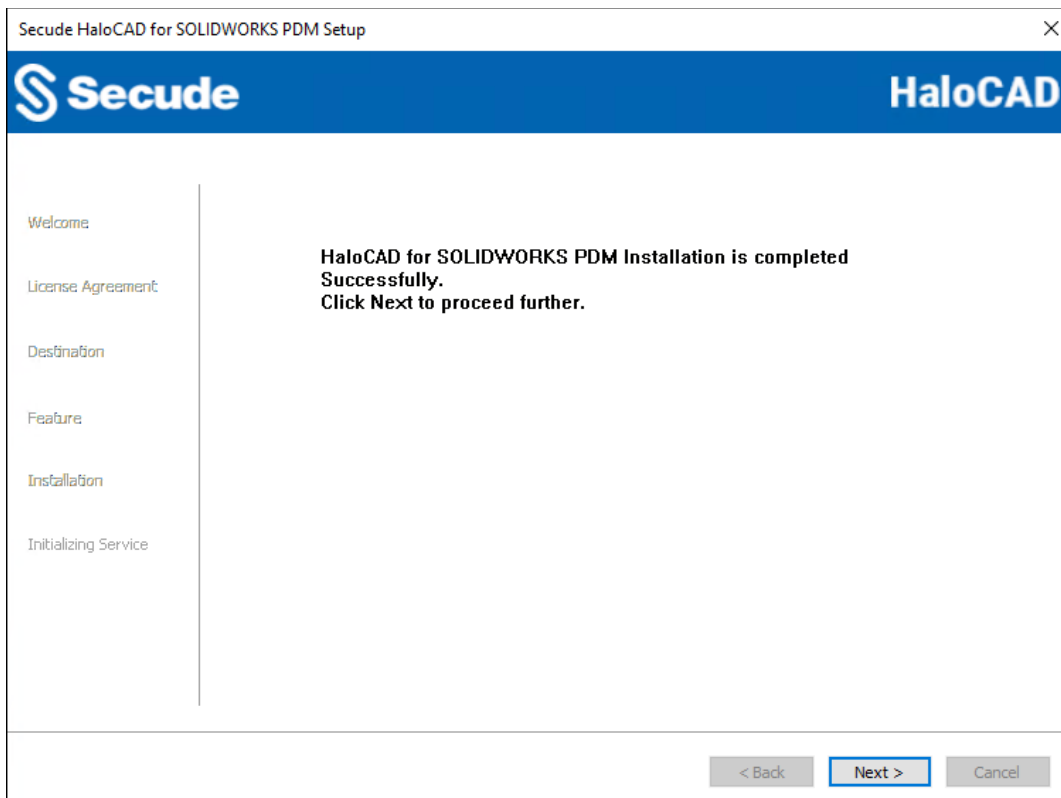 Secude HaloCAD for SOLIDWORKS PDM Setup
Secude
HaloCAD
Welcome
License Agreement
Destination
Feature
Installation
Initializing Service
HaloCAD for SOLIDWORKS PDM Installation is completed
Successfully.
Click Next to proceed further.
< Back
Next >
Cancel